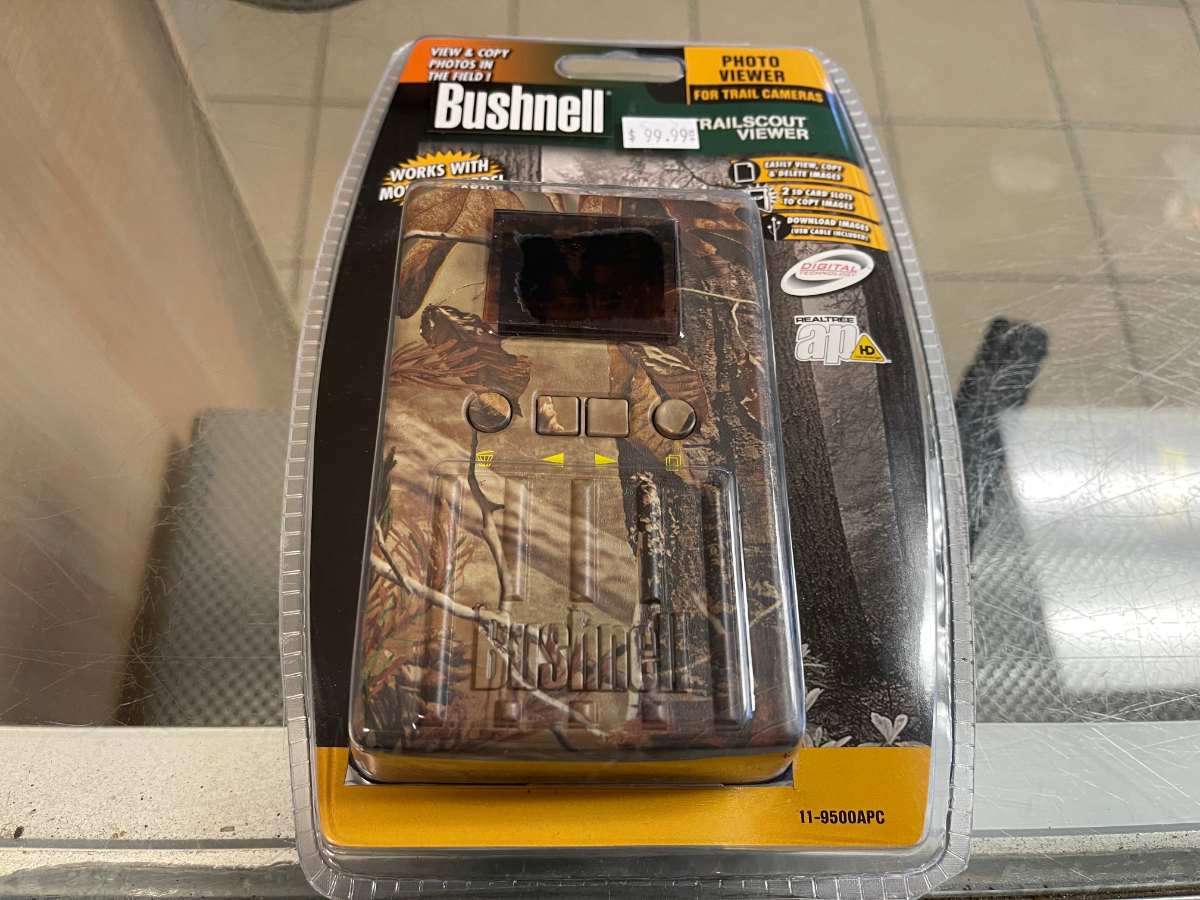 VIEW & COPY
PHOTOS IN
THE FIELD !
PHOTO
VIEWER
FOR TRAIL CAMERAS
Bushnell
$ 99.99
TRAILSCOUT
VIEWER
WORKS WITH
EASILY VIEW, COPY
& DELETE IMAGES
2 SD CARD SLOTS
TO COPY IMAGES
DOWNLOAD IMAGES
(USB CABLE INCLUDED)
DIGITAL
TECHNOLOGY
REALTREE
ap
HD
Bushnell
11-9500APC